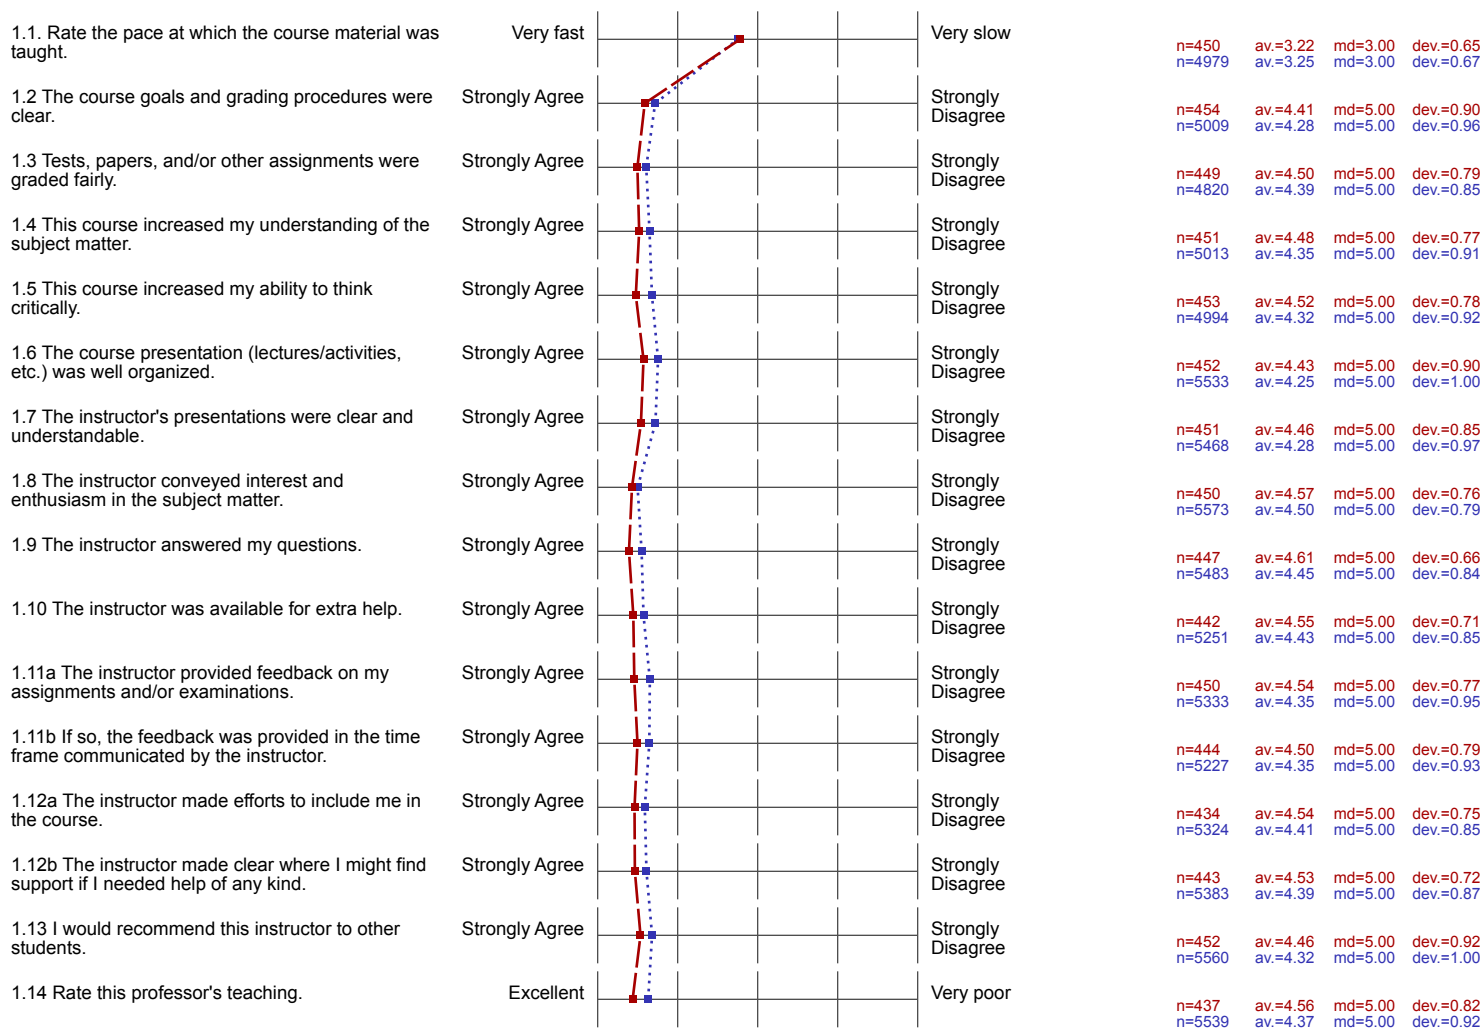 1.1. Rate the pace at which the course material was
taught.
Very fast
Very slow
n=450 av.=3.22 md=3.00 dev.=0.65
n=4979 av.=3.25 md=3.00 dev.=0.67
1.2 The course goals and grading procedures were
clear.
Strongly Agree
Strongly
Disagree
n=454 av.=4.41 md=5.00 dev.=0.90
n=5009 av.=4.28 md=5.00 dev.=0.96
1.3 Tests, papers, and/or other assignments were
graded fairly.
Strongly Agree
Strongly
Disagree
n=449 av.=4.50 md=5.00 dev.=0.79
n=4820 av.=4.39 md=5.00 dev.=0.85
1.4 This course increased my understanding of the
subject matter.
Strongly Agree
Strongly
Disagree
n=451 av.=4.48 md=5.00 dev.=0.77
n=5013 av.=4.35 md=5.00 dev.=0.91
1.5 This course increased my ability to think
critically.
Strongly Agree
Strongly
Disagree
n=453 av.=4.52 md=5.00 dev.=0.78
n=4994 av.=4.32 md=5.00 dev.=0.92
1.6 The course presentation (lectures/activities,
etc.) was well organized.
Strongly Agree
Strongly
Disagree
n=452 av.=4.43 md=5.00 dev.=0.90
n=5533 av.=4.25 md=5.00 dev.=1.00
1.7 The instructor's presentations were clear and
understandable.
Strongly Agree
Strongly
Disagree
n=451 av.=4.46 md=5.00 dev.=0.85
n=5468 av.=4.28 md=5.00 dev.=0.97
1.8 The instructor conveyed interest and
enthusiasm in the subject matter.
Strongly Agree
Strongly
Disagree
n=450 av.=4.57 md=5.00 dev.=0.76
n=5573 av.=4.50 md=5.00 dev.=0.79
1.9 The instructor answered my questions.
Strongly Agree
Strongly
Disagree
n=447 av.=4.61 md=5.00 dev.=0.66
n=5483 av.=4.45 md=5.00 dev.=0.84
1.10 The instructor was available for extra help.
Strongly Agree
Strongly
Disagree
n=442 av.=4.55 md=5.00 dev.=0.71
n=5251 av.=4.43 md=5.00 dev.=0.85
1.11a The instructor provided feedback on my
assignments and/or examinations.
Strongly Agree
Strongly
Disagree
n=450 av.=4.54 md=5.00 dev.=0.77
n=5333 av.=4.35 md=5.00 dev.=0.95
1.11b If so, the feedback was provided in the time
frame communicated by the instructor.
Strongly Agree
Strongly
Disagree
n=444 av.=4.50 md=5.00 dev.=0.79
n=5227 av.=4.35 md=5.00 dev.=0.93
1.12a The instructor made efforts to include me in
the course.
Strongly Agree
Strongly
Disagree
n=434 av.=4.54 md=5.00 dev.=0.75
n=5324 av.=4.41 md=5.00 dev.=0.85
1.12b The instructor made clear where I might find
support if I needed help of any kind.
Strongly Agree
Strongly
Disagree
n=443 av.=4.53 md=5.00 dev.=0.72
n=5383 av.=4.39 md=5.00 dev.=0.87
1.13 I would recommend this instructor to other
students.
Strongly Agree
Strongly
Disagree
n=452 av.=4.46 md=5.00 dev.=0.92
n=5560 av.=4.32 md=5.00 dev.=1.00
1.14 Rate this professor's teaching.
Excellent
Very poor
n=437 av.=4.56 md=5.00 dev.=0.82
n=5539 av.=4.37 md=5.00 dev.=0.92